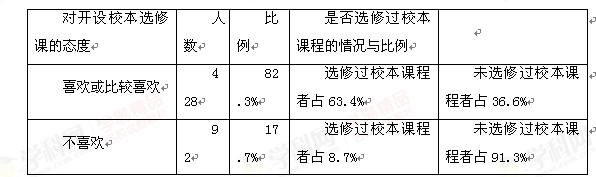 对开设校本选修
课的态度
人
数
比
例
是否选修过校本
课程的情况与比例
喜欢或比较喜欢
4
28
82
.3%
选修过校本课程
者占 63.4%
未选修过校本课
程者占 36.6%
不喜欢
9
2
17
.7%
选修过校本课程
者占 8.7%
未选修过校本课
程者占 91.3%